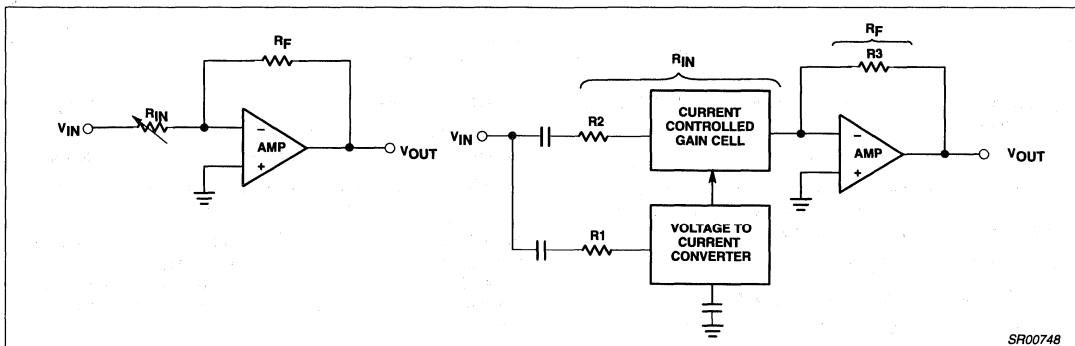 RF
RIN
VIN
−
AMP
+
VOUT
RIN
RF
R3
VIN
R2
CURRENT
CONTROLLED
GAIN CELL
−
AMP
+
VOUT
R1
VOLTAGE TO
CURRENT
CONVERTER
SR00748